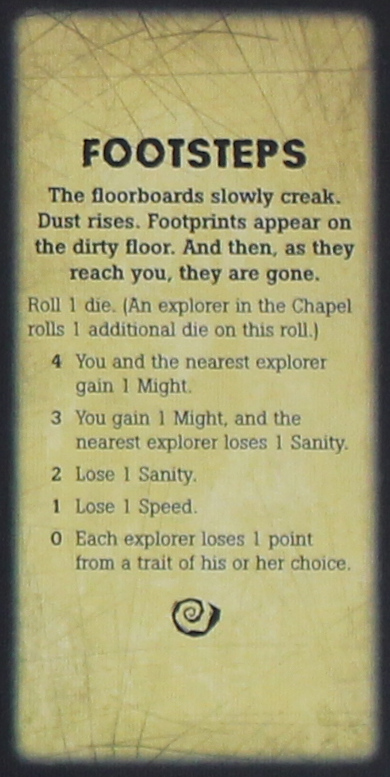 FOOTSTEPS
The floorboards slowly creak.
Dust rises. Footprints appear on
the dirty floor. And then, as they
reach you, they are gone.
Roll 1 die. (An explorer in the Chapel
rolls 1 additional die on this roll.)
4 You and the nearest explorer
gain 1 Might.
3 You gain 1 Might, and the
nearest explorer loses 1 Sanity.
2 Lose 1 Sanity.
1 Lose 1 Speed.
0 Each explorer loses 1 point
from a trait of his or her choice.